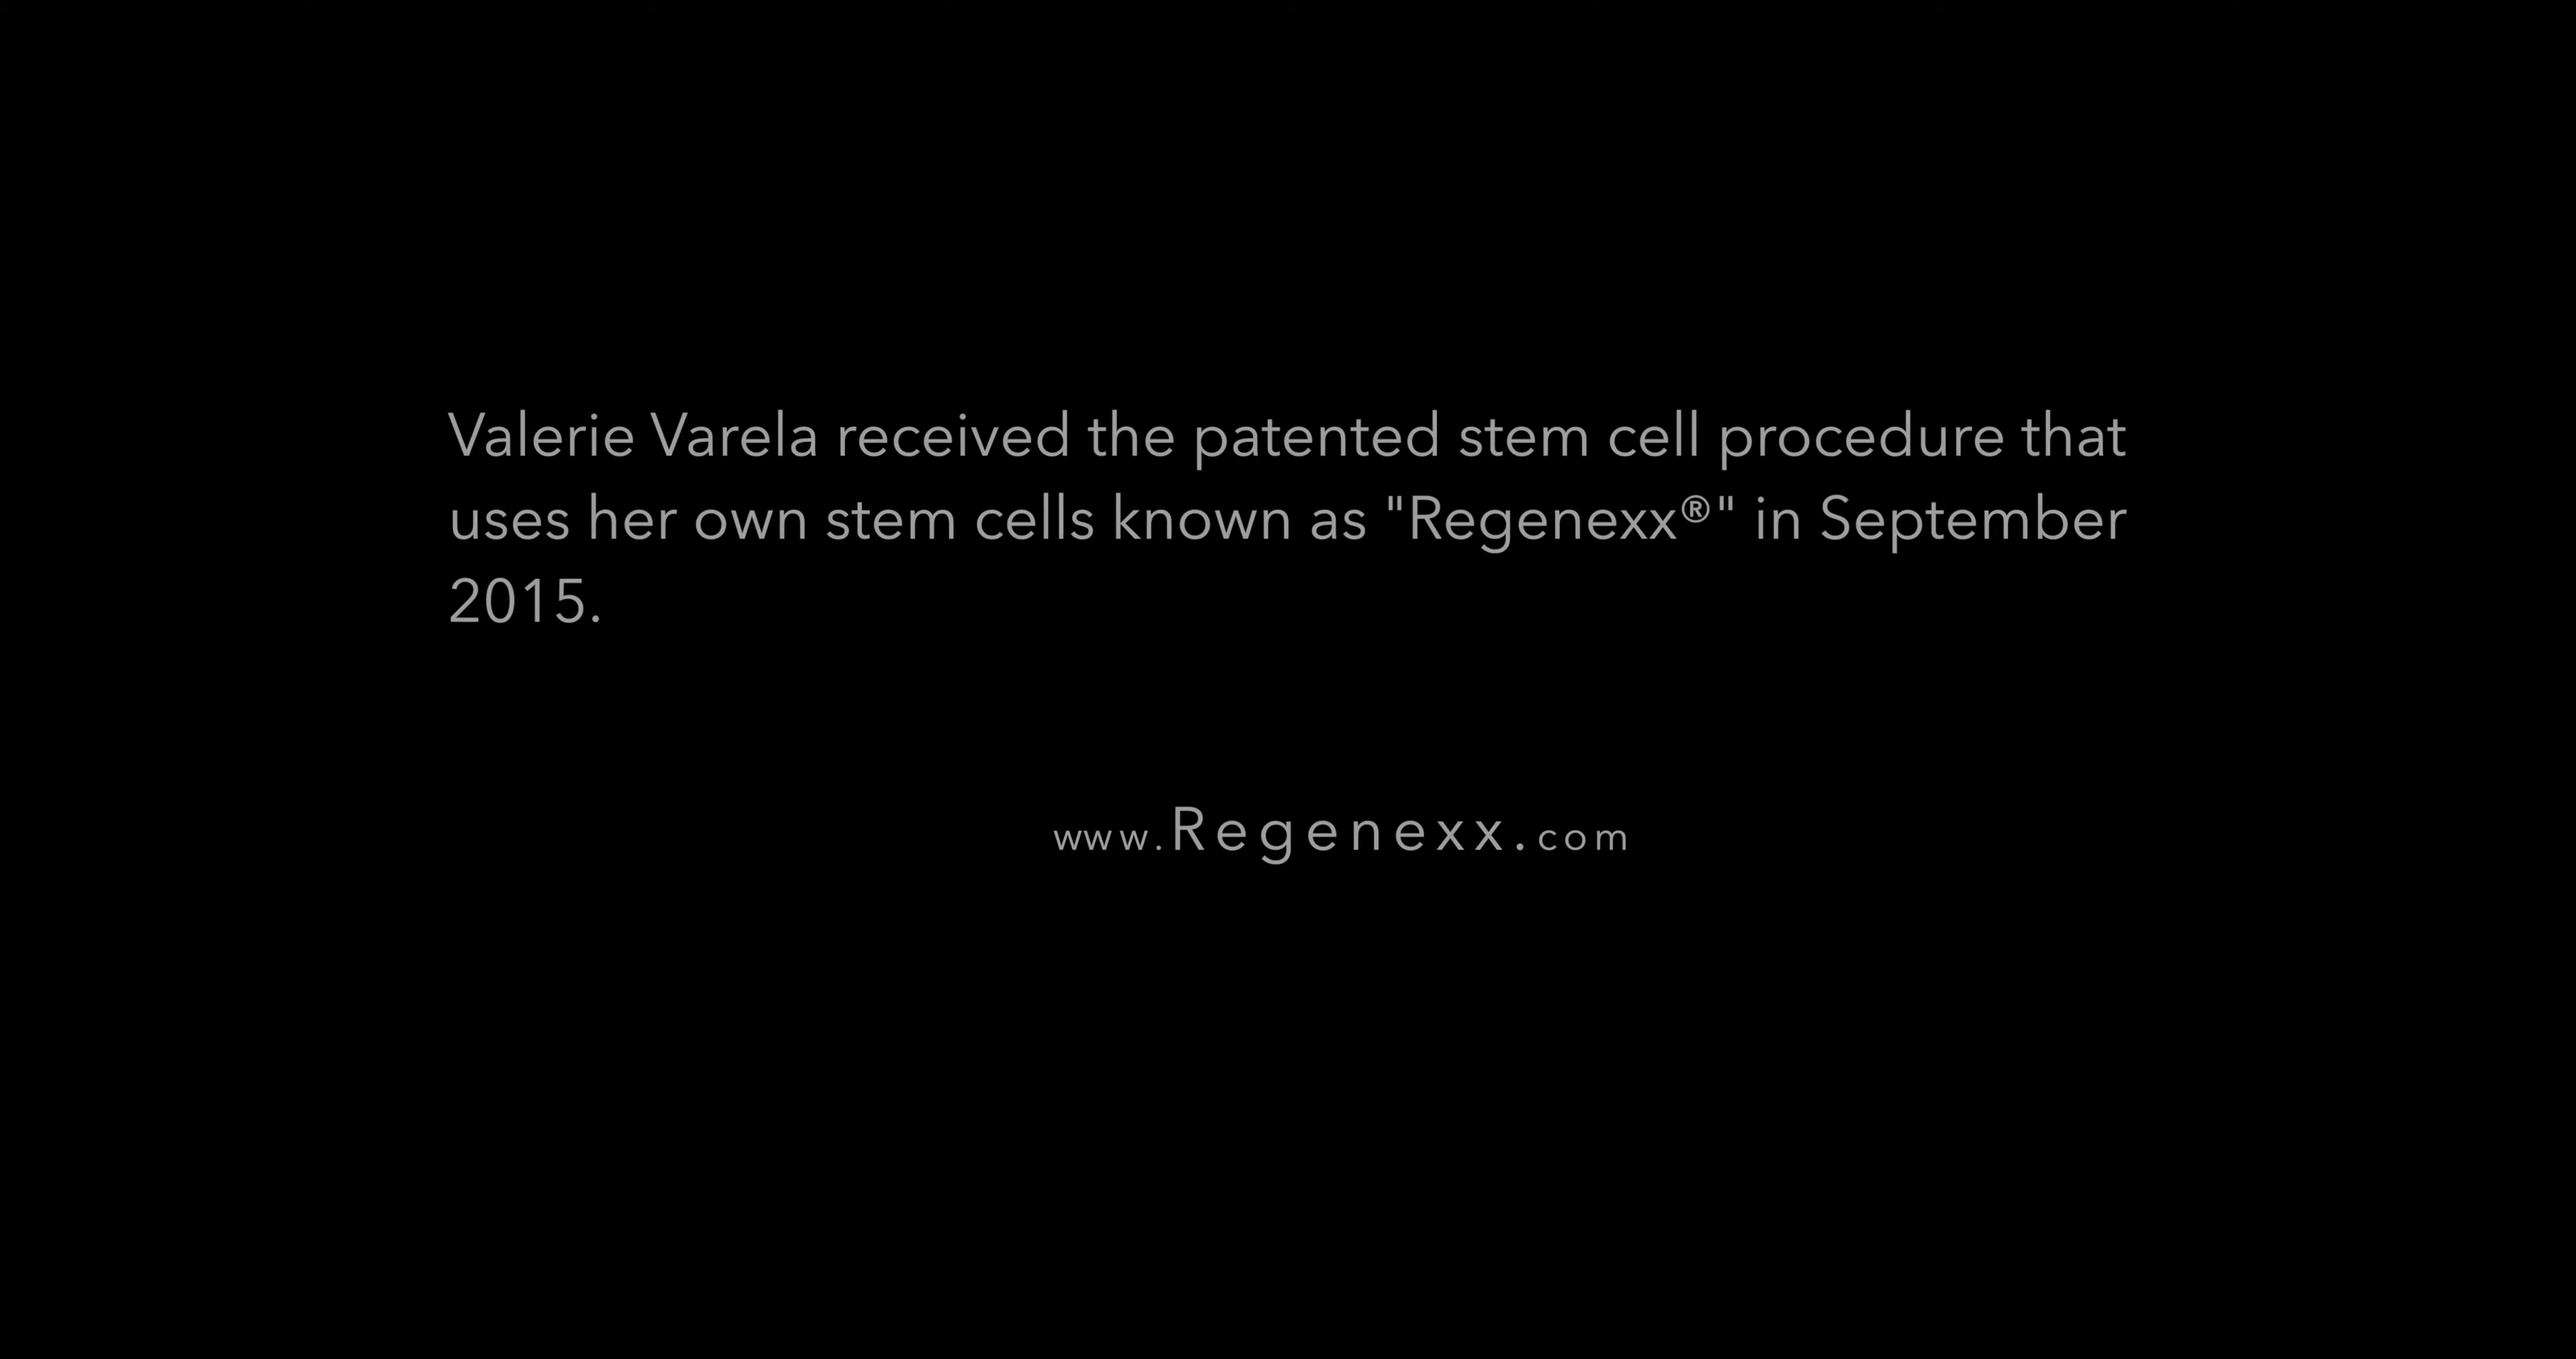 Valerie Varela received the patented stem cell procedure that
uses her own stem cells known as "Regenexx®" in September
2015.
www.Regenexx.com